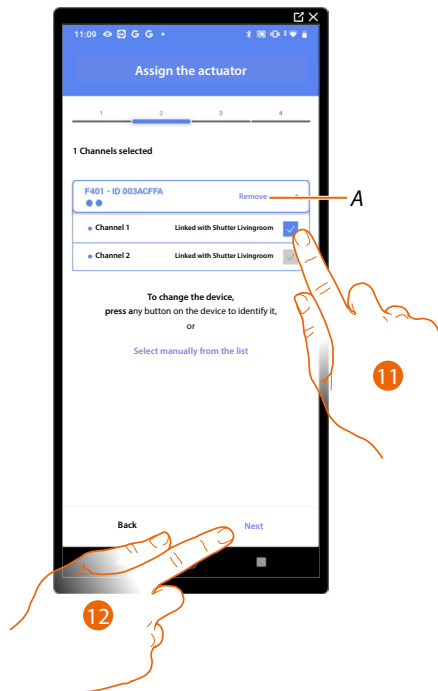 11:09 G G
Assign the actuator
1 2 3 4
1 Channels selected
F401 - ID 003ACFFA
Remove
A
Channel 1 Linked with Shutter Livingroom
Channel 2 Linked with Shutter Livingroom
To change the device,
press any button on the device to identify it,
or
Select manually from the list
11
Back Next
12